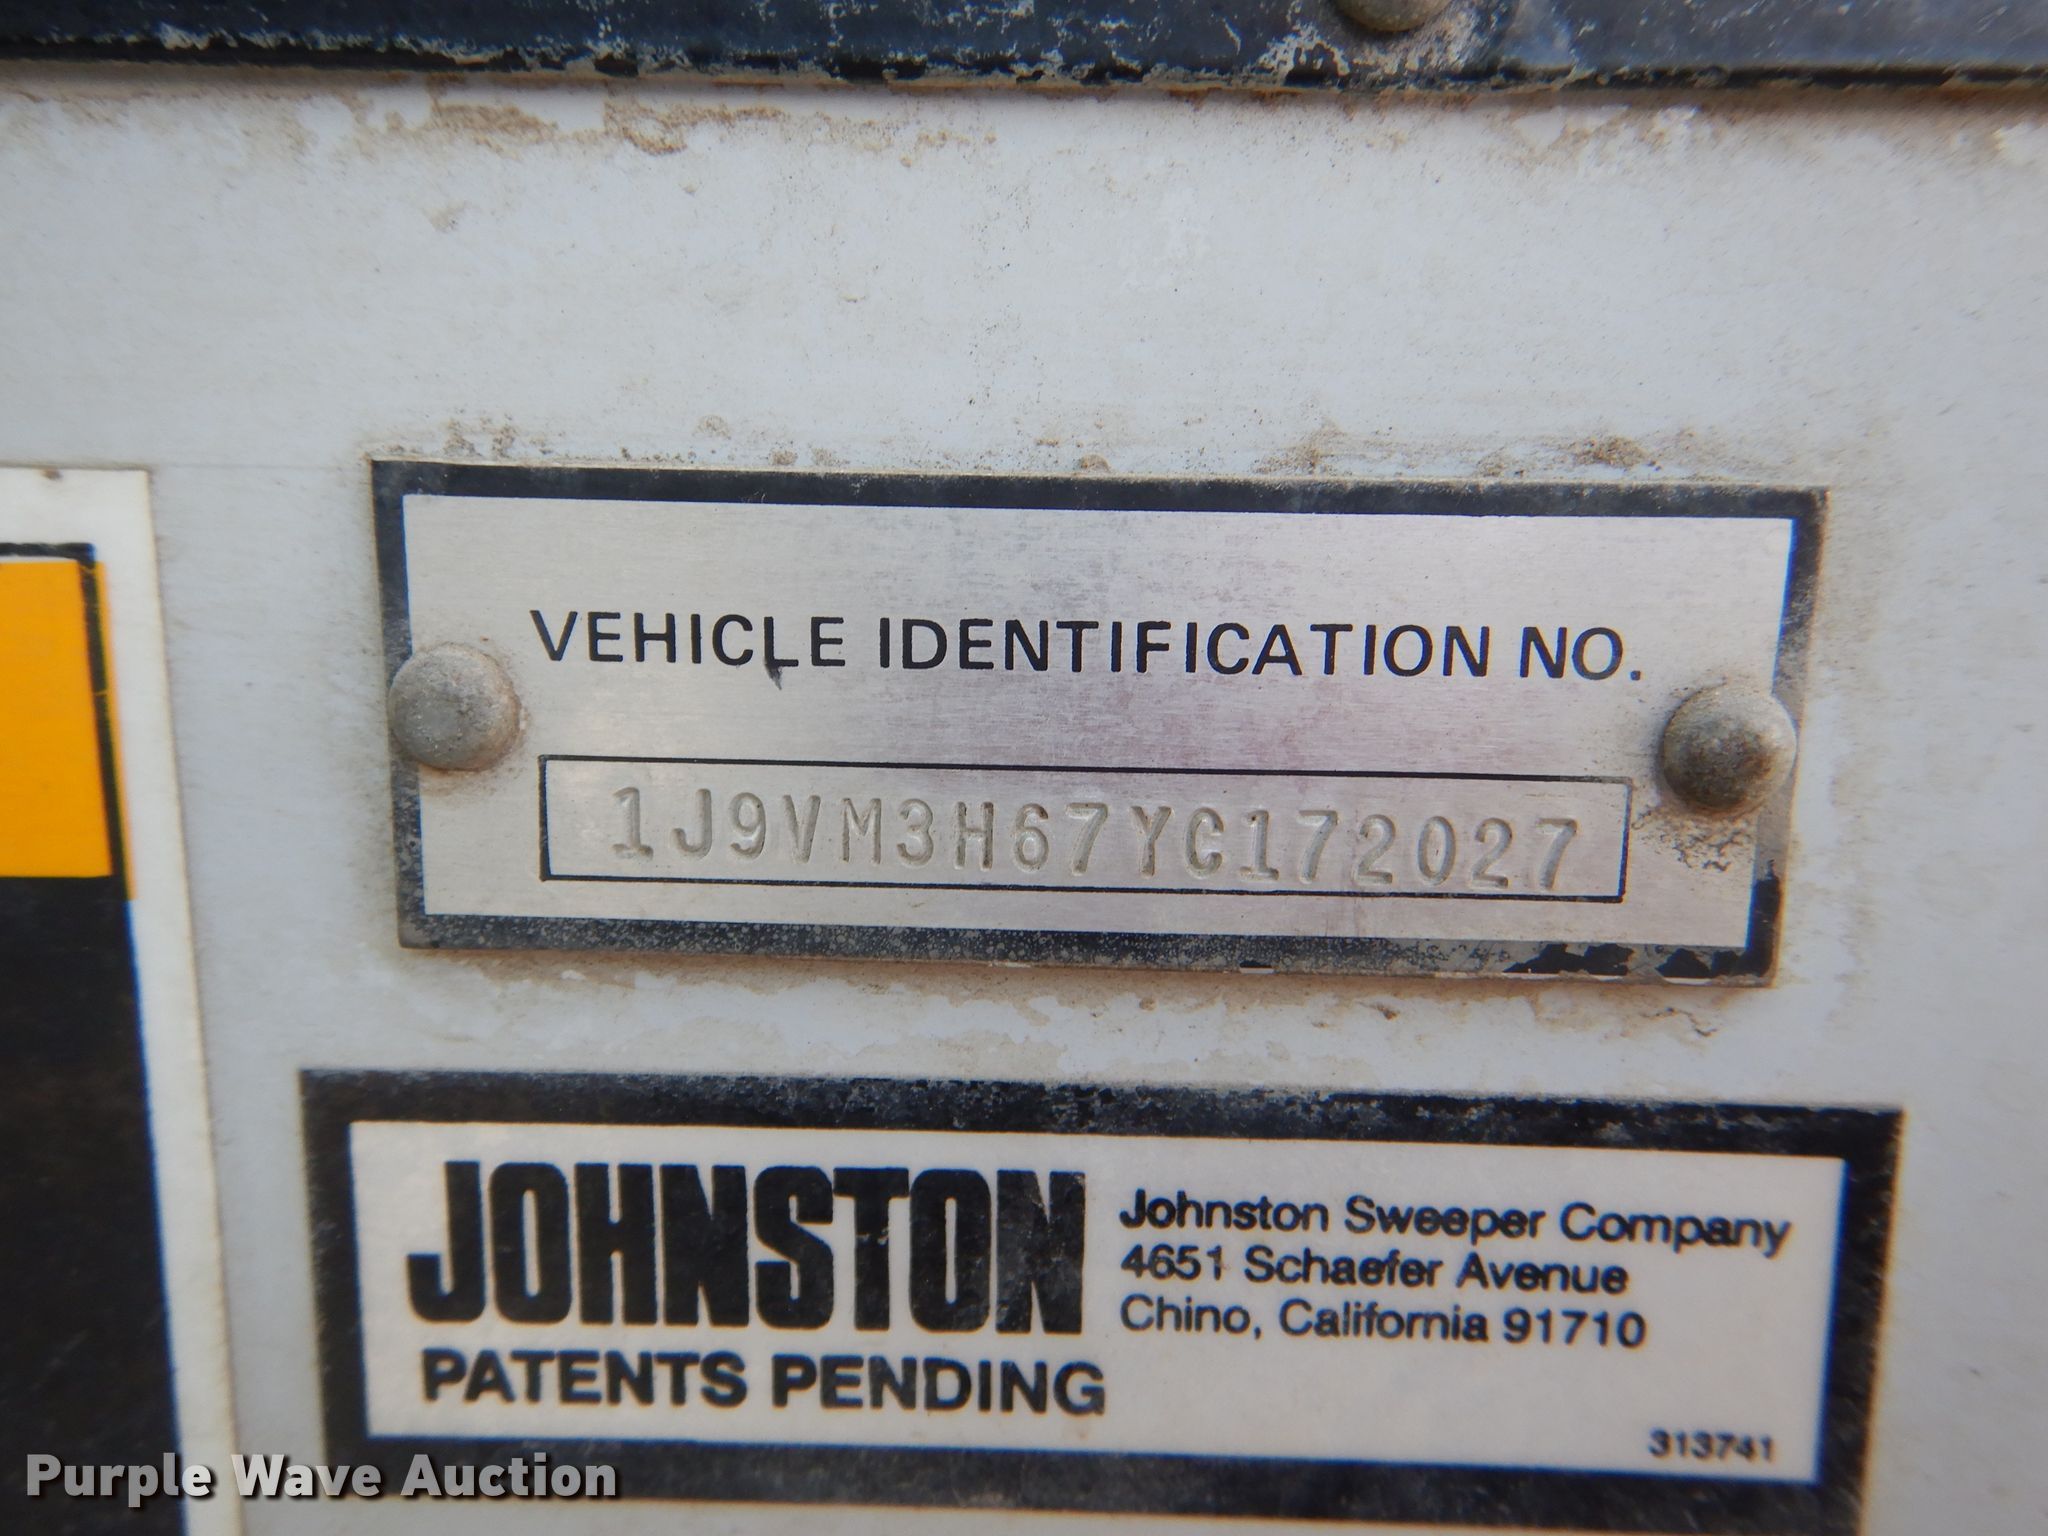 VEHICLE IDENTIFICATION NO.
1J9VM3H67YC172027
JOHNSTON
PATENTS PENDING
Johnston Sweeper Company
4651 Schaefer Avenue
Chino, California 91710
313741
Purple Wave Auction